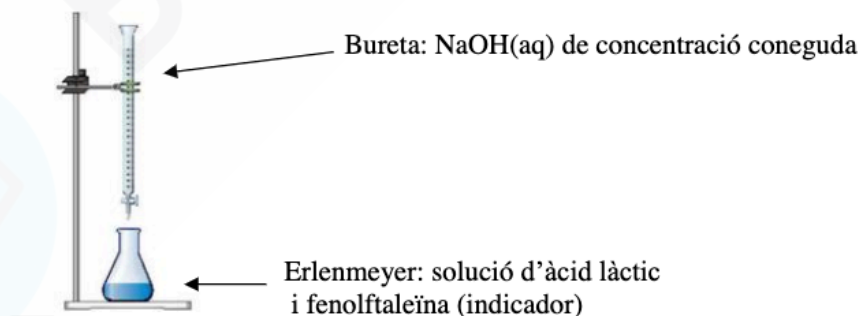 Bureta: NaOH(aq) de concentració coneguda
Erlenmeyer: solució d'àcid làctic
i fenolftaleïna (indicador)